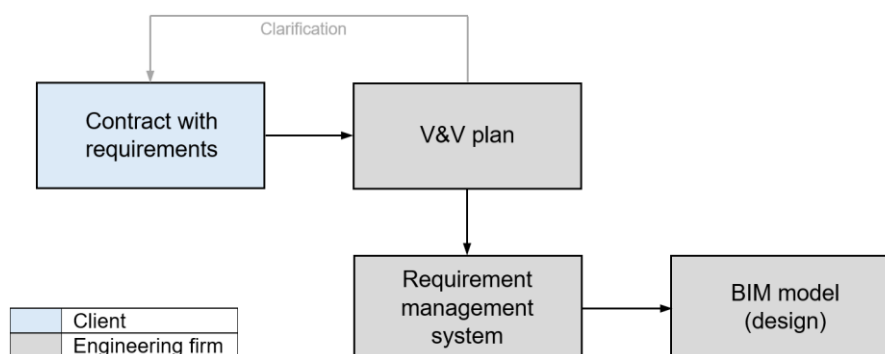 Clarification
Contract with
requirements
V&V plan
Requirement
management
system
BIM model
(design)
Client
Engineering firm